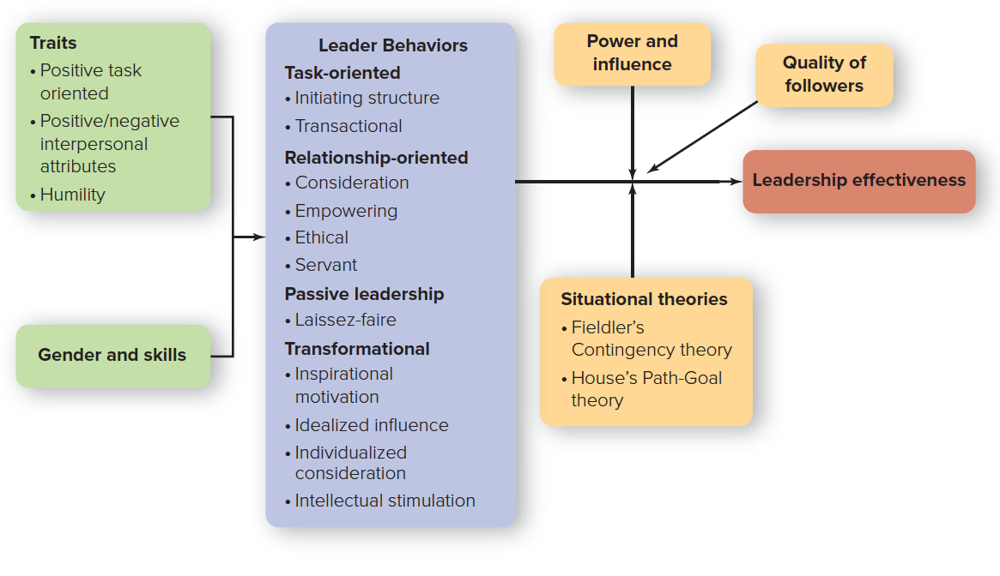 Traits
• Positive task
oriented
• Positive/negative
interpersonal
attributes
• Humility
Gender and skills
Leader Behaviors
Task-oriented
• Initiating structure
• Transactional
Relationship-oriented
• Consideration
• Empowering
• Ethical
• Servant
Passive leadership
• Laissez-faire
Transformational
• Inspirational
motivation
• Idealized influence
• Individualized
consideration
• Intellectual stimulation
Power and
influence
Quality of
followers
Leadership effectiveness
Situational theories
• Fieldler’s
Contingency theory
• House’s Path-Goal
theory